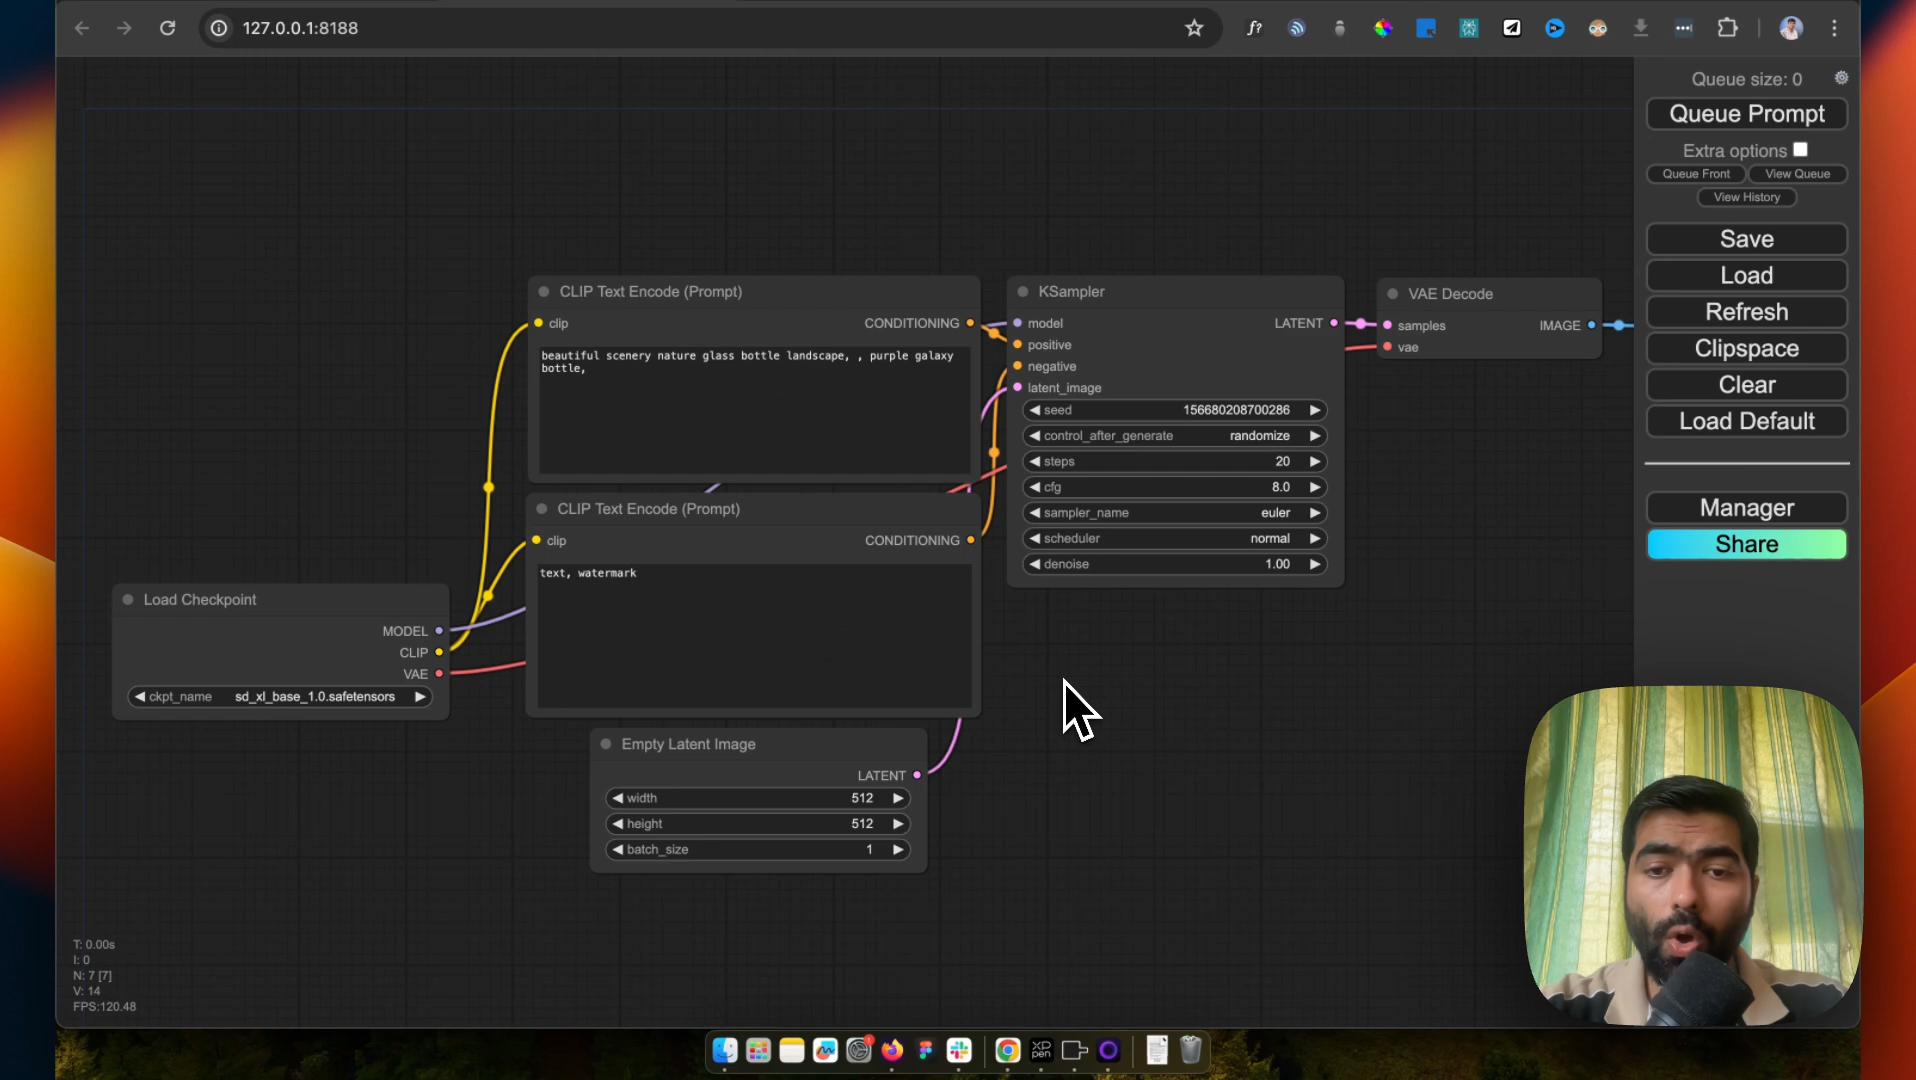 127.0.0.1:8188
Queue size: 0
Queue Prompt
Extra options
Queue Front
View Queue
View History
Save
Load
Refresh
Clipspace
Clear
Load Default
Manager
Share
CLIP Text Encode (Prompt)
clip
CONDITIONING
beautiful scenery nature glass bottle landscape, , purple galaxy
bottle,
CLIP Text Encode (Prompt)
clip
CONDITIONING
text, watermark
Load Checkpoint
MODEL
CLIP
VAE
ckpt_name sd_xl_base_1.0.safetensors
Empty Latent Image
LATENT
width 512
height 512
batch_size 1
KSampler
model
LATENT
positive
negative
latent_image
seed 156680208700286
control_after_generate randomize
steps 20
cfg 8.0
sampler_name euler
scheduler normal
denoise 1.00
VAE Decode
samples
IMAGE
vae
T: 0.00s
I: 0
N: 7 [7]
V: 14
FPS:120.48
XP
pen